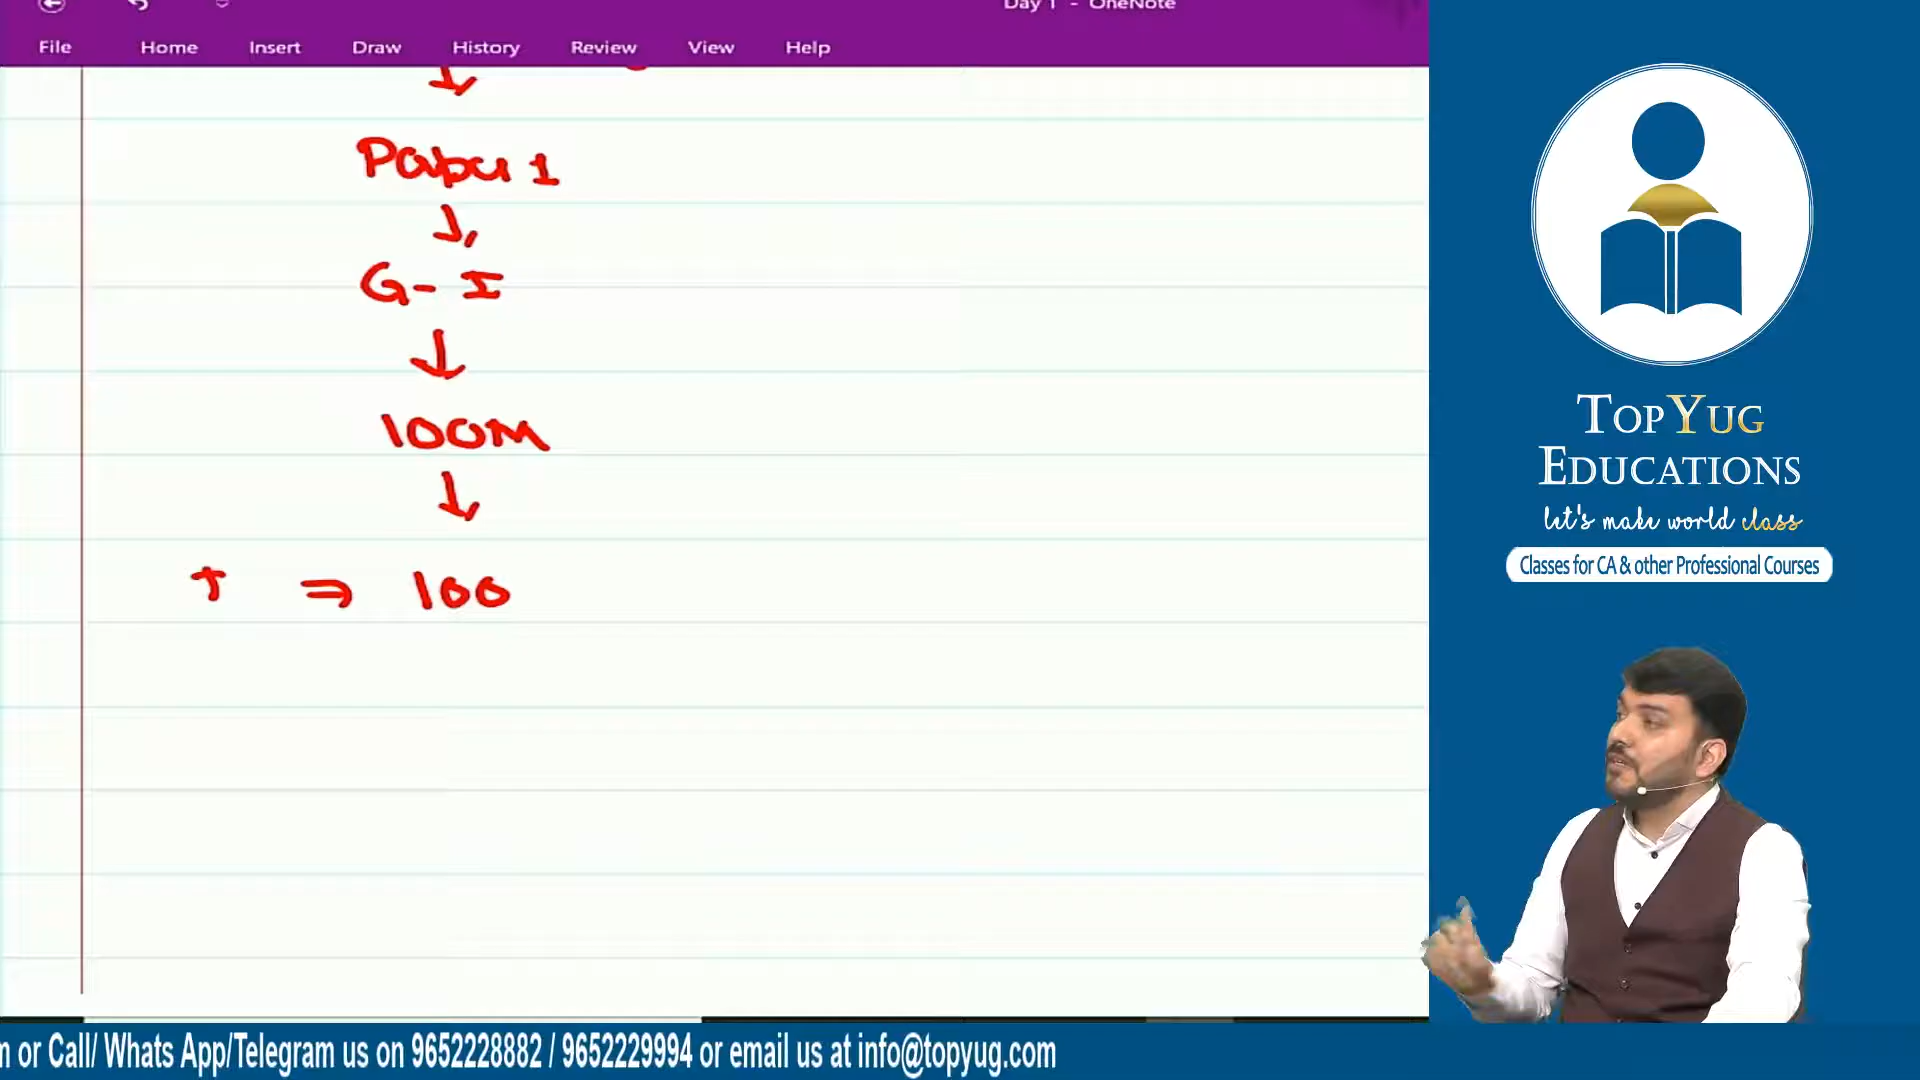 Day 1 - OneNote
File Home Insert Draw History Review View Help
Paper 1
G- I
100M
T ⇒ 100
TOPYUG
EDUCATIONS
let's make world class
Classes for CA & other Professional Courses
m or Call/ Whats App/Telegram us on 9652228882 / 9652229994 or email us at info@topyug.com